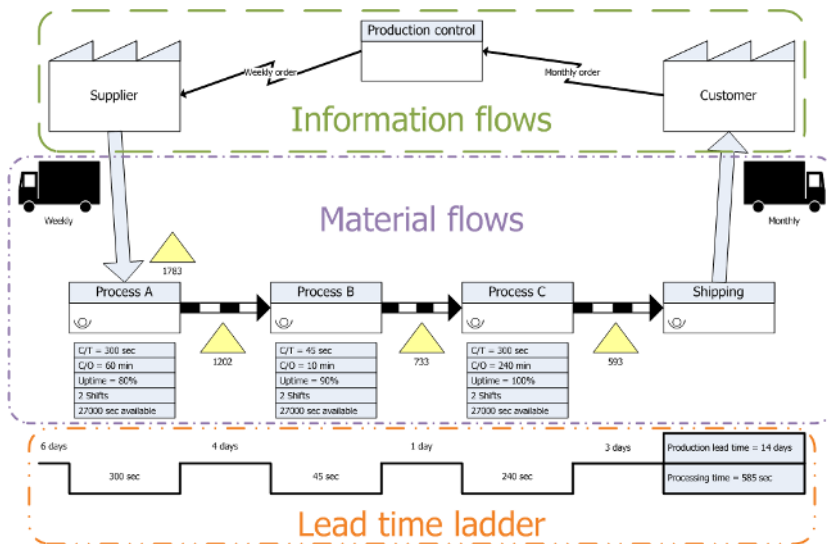 Production control
Weekly order
Monthly order
Supplier
Customer
Information flows
Weekly
Material flows
Monthly
1783
Process A
Process B
Process C
Shipping
1202
733
593
C/T = 300 sec
C/O = 60 min
Uptime = 80%
2 Shifts
27000 sec available
C/T = 45 sec
C/O = 10 min
Uptime = 90%
2 Shifts
27000 sec available
C/T = 300 sec
C/O = 240 min
Uptime = 100%
2 Shifts
27000 sec available
6 days
4 days
1 day
3 days
Production lead time = 14 days
300 sec
45 sec
240 sec
Processing time = 585 sec
Lead time ladder